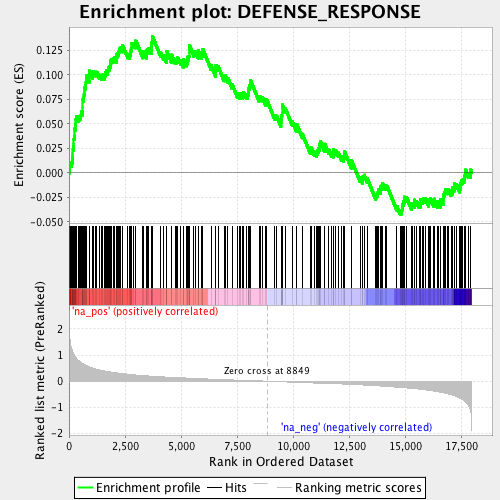 Enrichment plot: DEFENSE_RESPONSE
Enrichment score (ES)
0.125
0.100
0.075
0.050
0.025
0.000
-0.025
-0.050
'na_pos' (positively correlated)
Ranked list metric (PreRanked)
2
1
0
-1
-2
Zero cross at 8849
'na_neg' (negatively correlated)
0
2,500
5,000
7,500
10,000
12,500
15,000
17,500
Rank in Ordered Dataset
Enrichment profile
Hits
Ranking metric scores